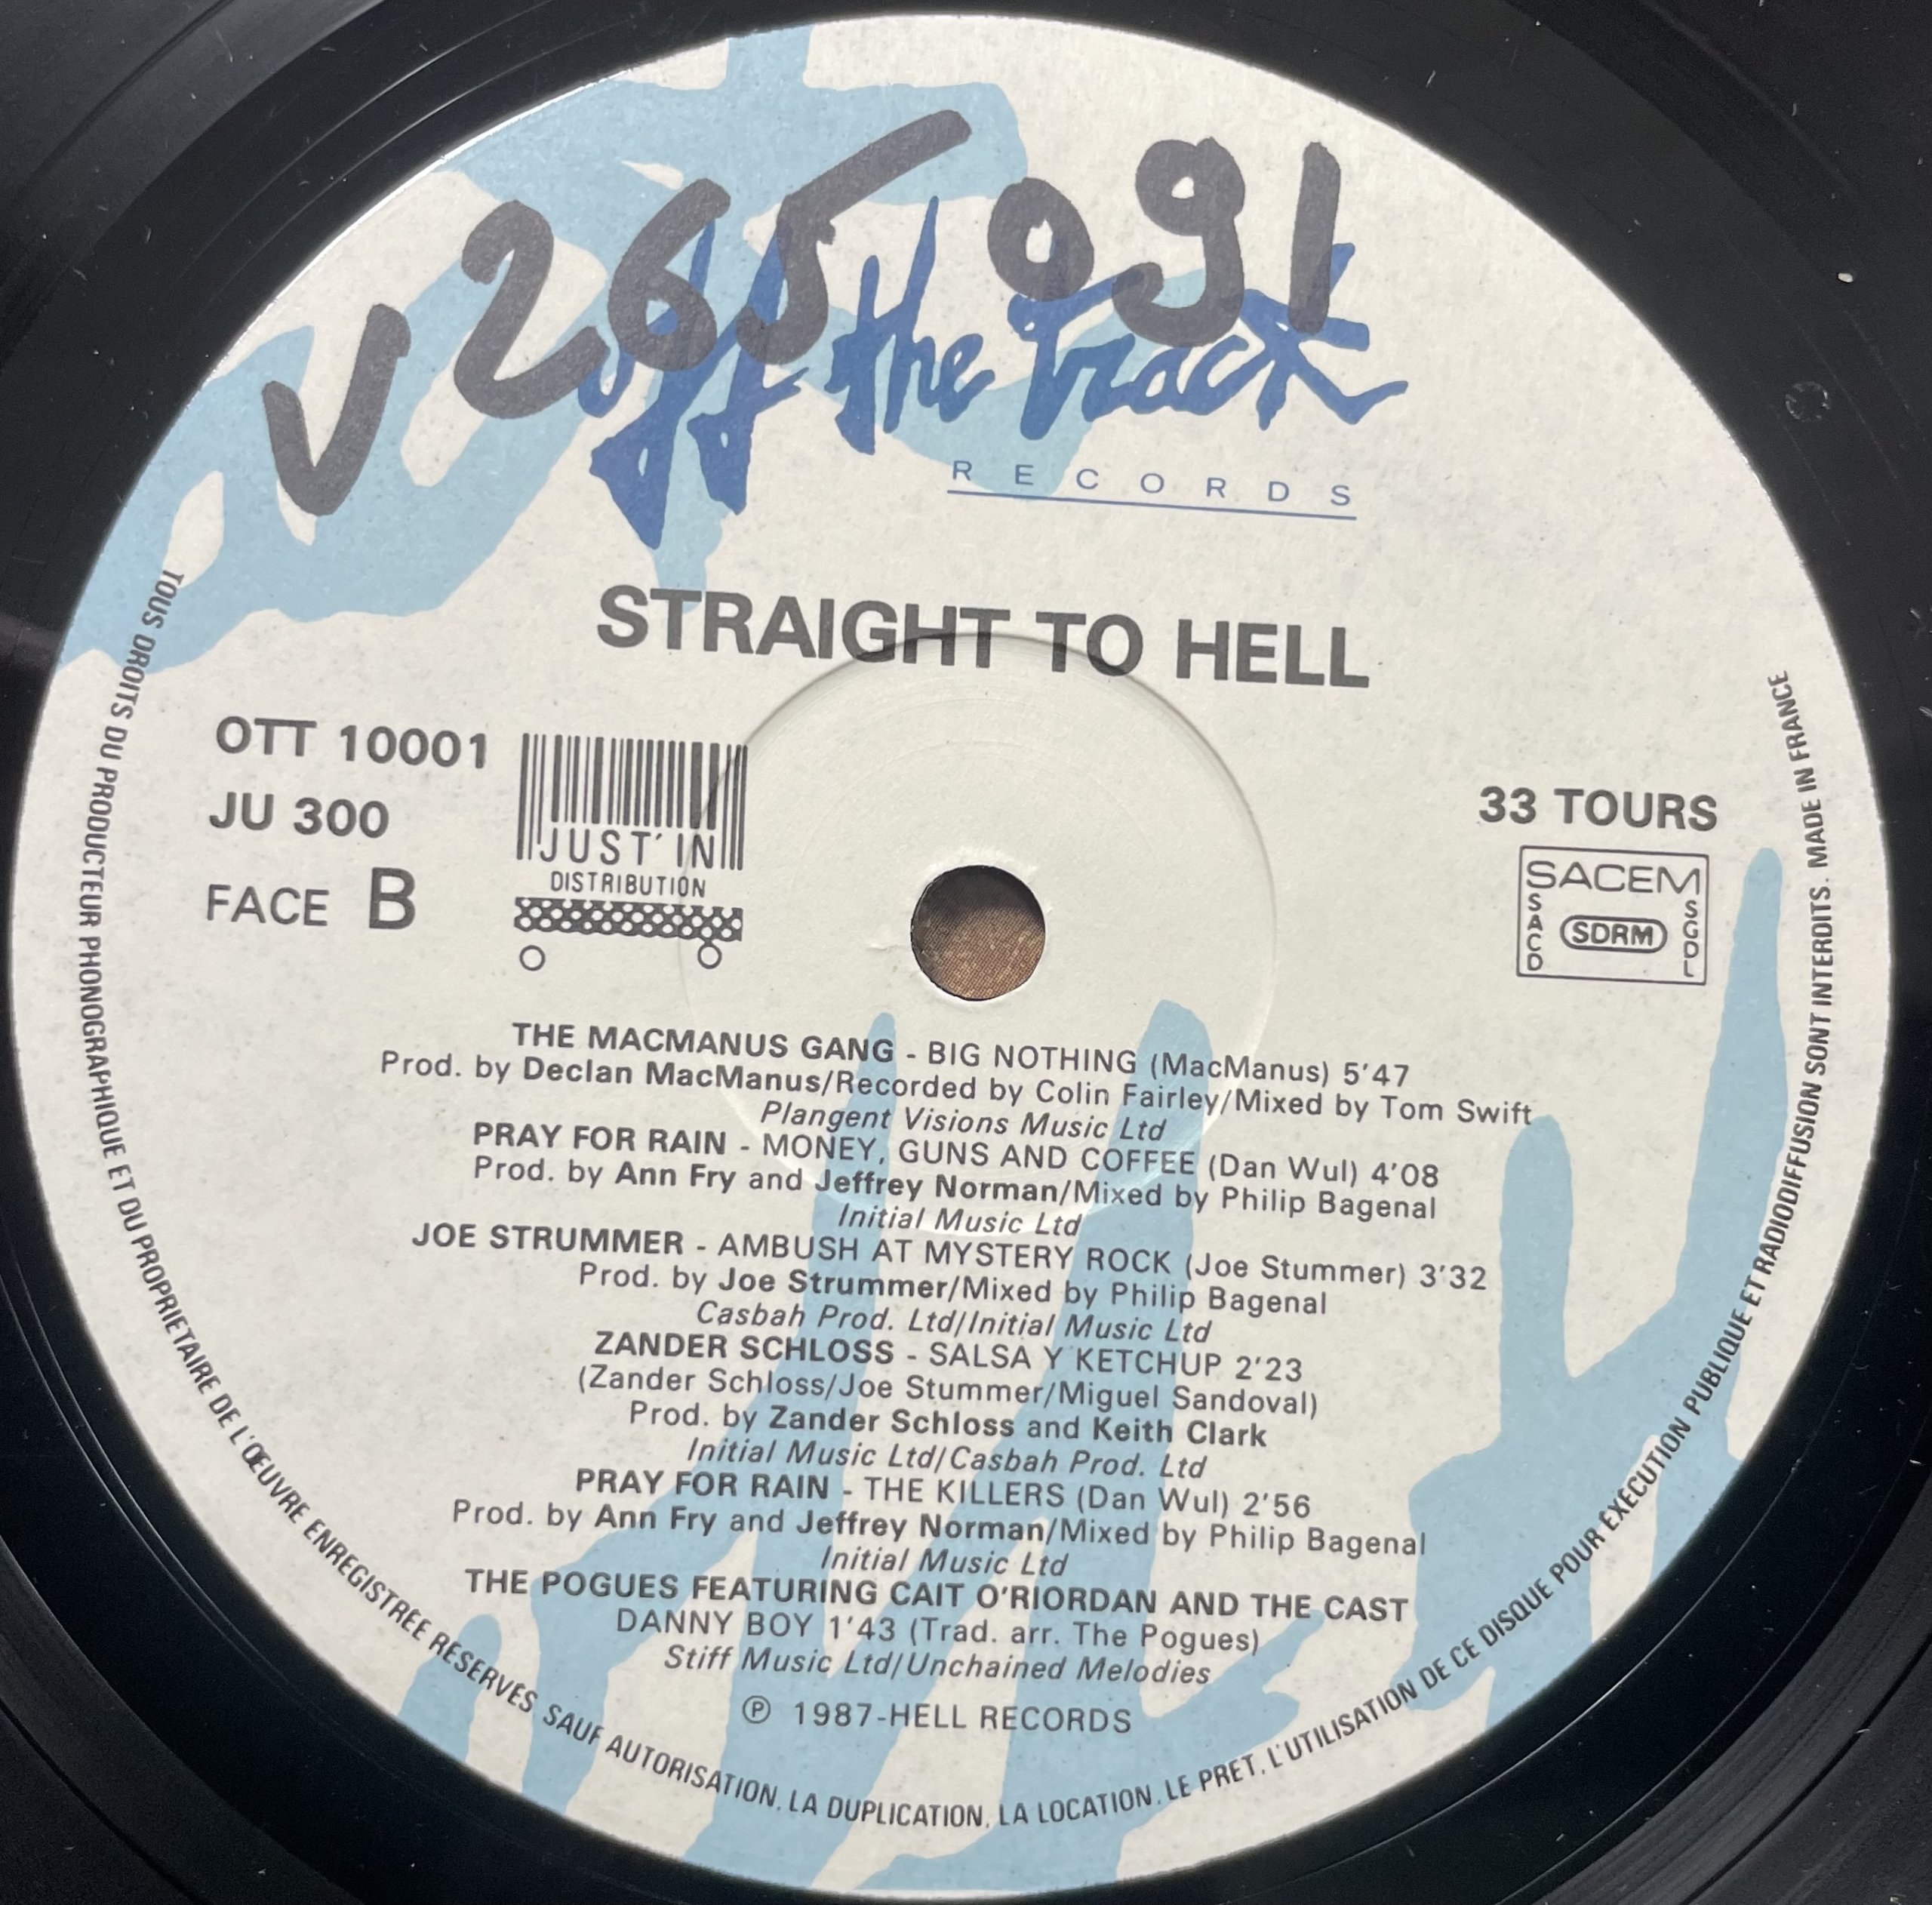 V 265 091
off the Track
RECORDS
STRAIGHT TO HELL
OTT 10001
JU 300
FACE B
JUST' IN
DISTRIBUTION
33 TOURS
SACEM
SACD
SDRM
SGDL
THE MACMANUS GANG - BIG NOTHING (MacManus) 5'47
Prod. by Declan MacManus/Recorded by Colin Fairley/Mixed by Tom Swift
Plangent Visions Music Ltd
PRAY FOR RAIN - MONEY, GUNS AND COFFEE (Dan Wul) 4'08
Prod. by Ann Fry and Jeffrey Norman/Mixed by Philip Bagenal
Initial Music Ltd
JOE STRUMMER - AMBUSH AT MYSTERY ROCK (Joe Stummer) 3'32
Prod. by Joe Strummer/Mixed by Philip Bagenal
Casbah Prod. Ltd/Initial Music Ltd
ZANDER SCHLOSS - SALSA Y KETCHUP 2'23
(Zander Schloss/Joe Stummer/Miguel Sandoval)
Prod. by Zander Schloss and Keith Clark
Initial Music Ltd/Casbah Prod. Ltd
PRAY FOR RAIN - THE KILLERS (Dan Wul) 2'56
Prod. by Ann Fry and Jeffrey Norman/Mixed by Philip Bagenal
Initial Music Ltd
THE POGUES FEATURING CAIT O'RIORDAN AND THE CAST
DANNY BOY 1'43 (Trad. arr. The Pogues)
Stiff Music Ltd/Unchained Melodies
℗ 1987-HELL RECORDS
TOUS DROITS DU PRODUCTEUR PHONOGRAPHIQUE ET DU PROPRIETAIRE DE L'ŒUVRE ENREGISTRÉE RÉSERVÉS SAUF AUTORISATION, LA DUPLICATION, LA LOCATION, LE PRET, L'UTILISATION DE CE DISQUE POUR EXÉCUTION PUBLIQUE ET RADIODIFFUSION SONT INTERDITS. MADE IN FRANCE